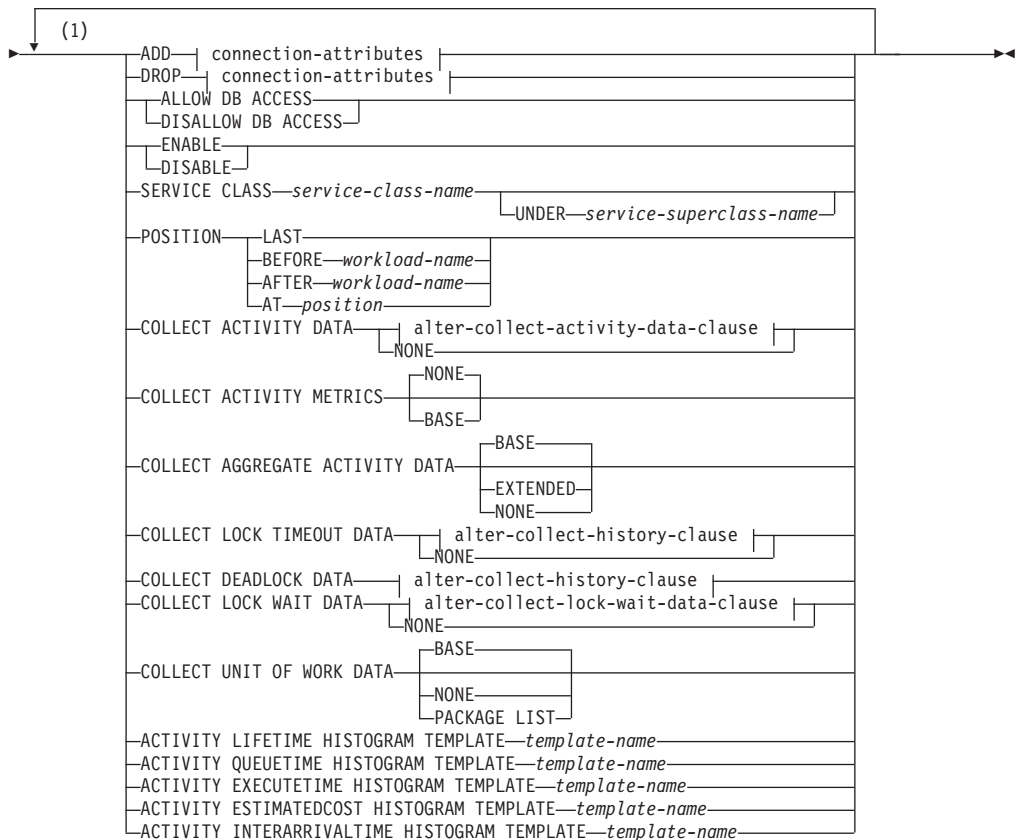 (1)
ADD connection-attributes
DROP connection-attributes
ALLOW DB ACCESS
DISALLOW DB ACCESS
ENABLE
DISABLE
SERVICE CLASS service-class-name
UNDER service-superclass-name
POSITION LAST
BEFORE workload-name
AFTER workload-name
AT position
COLLECT ACTIVITY DATA alter-collect-activity-data-clause
NONE
NONE
COLLECT ACTIVITY METRICS
BASE
BASE
COLLECT AGGREGATE ACTIVITY DATA
EXTENDED
NONE
COLLECT LOCK TIMEOUT DATA alter-collect-history-clause
NONE
COLLECT DEADLOCK DATA alter-collect-history-clause
COLLECT LOCK WAIT DATA alter-collect-lock-wait-data-clause
NONE
BASE
COLLECT UNIT OF WORK DATA
NONE
PACKAGE LIST
ACTIVITY LIFETIME HISTOGRAM TEMPLATE template-name
ACTIVITY QUEUETIME HISTOGRAM TEMPLATE template-name
ACTIVITY EXECUTETIME HISTOGRAM TEMPLATE template-name
ACTIVITY ESTIMATEDCOST HISTOGRAM TEMPLATE template-name
ACTIVITY INTERARRIVALTIME HISTOGRAM TEMPLATE template-name